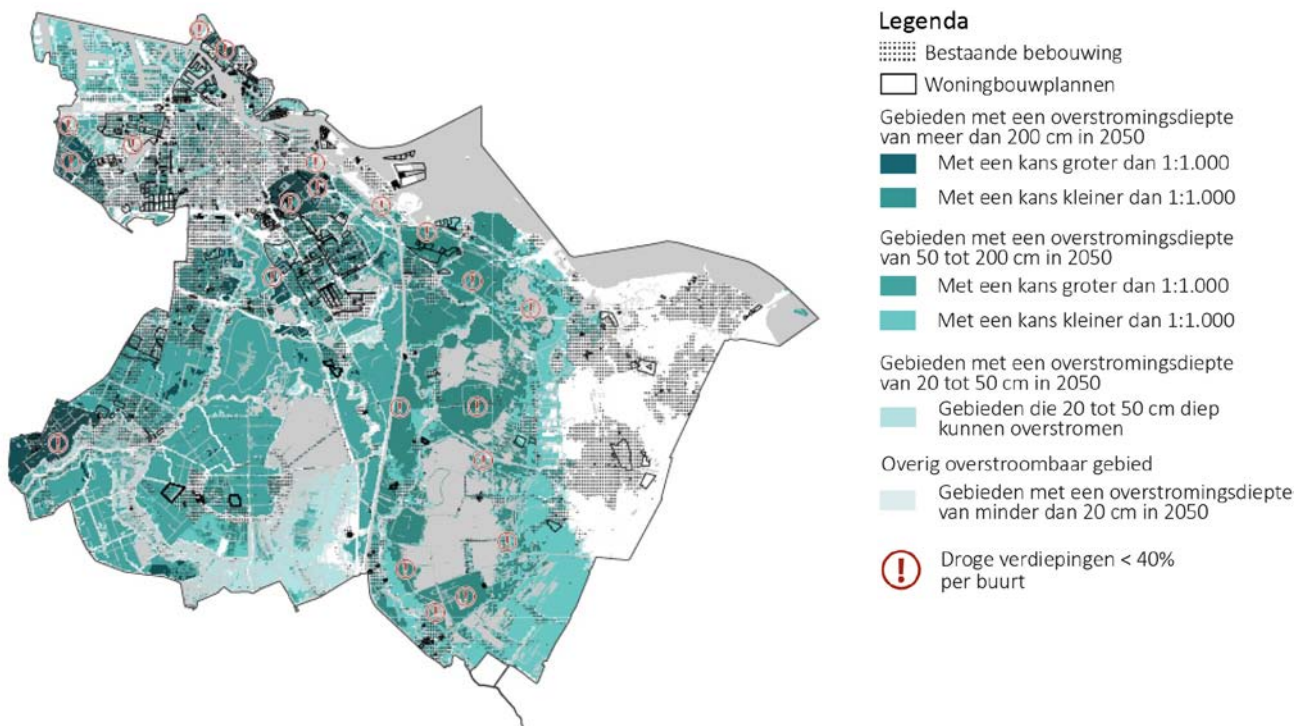 Legenda
Bestaande bebouwing
Woningbouwplannen
Gebieden met een overstromingsdiepte
van meer dan 200 cm in 2050
Met een kans groter dan 1:1.000
Met een kans kleiner dan 1:1.000
Gebieden met een overstromingsdiepte
van 50 tot 200 cm in 2050
Met een kans groter dan 1:1.000
Met een kans kleiner dan 1:1.000
Gebieden met een overstromingsdiepte
van 20 tot 50 cm in 2050
Gebieden die 20 tot 50 cm diep
kunnen overstromen
Overig overstroombaar gebied
Gebieden met een overstromingsdiepte
van minder dan 20 cm in 2050
Droge verdiepingen < 40%
per buurt